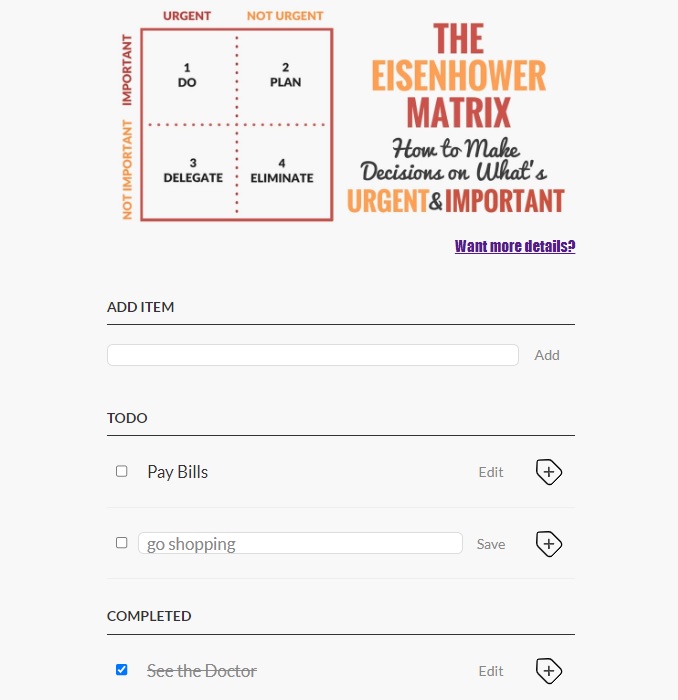 URGENT NOT URGENT
IMPORTANT
NOT IMPORTANT
1
DO
2
PLAN
3
DELEGATE
4
ELIMINATE
THE
EISENHOWER
MATRIX
How to Make
Decisions on What's
URGENT&IMPORTANT
Want more details?
ADD ITEM
Add
TODO
Pay Bills Edit
go shopping Save
COMPLETED
See the Doctor Edit